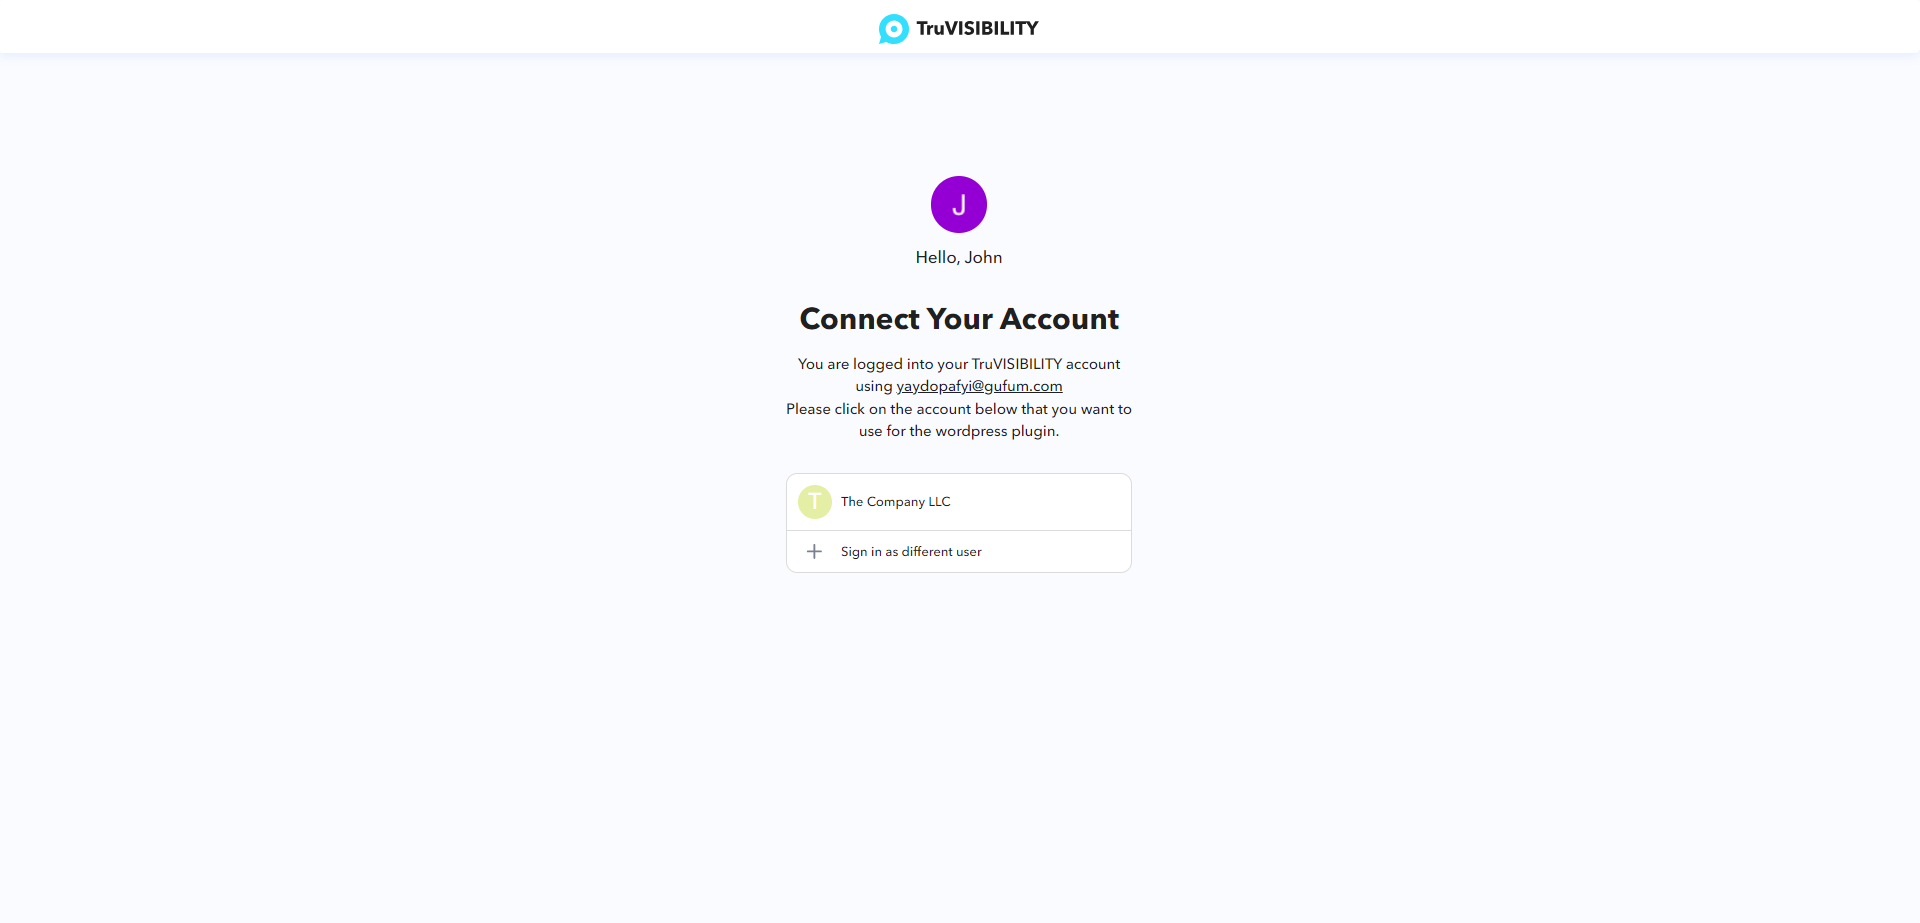 TruVISIBILITY
J
Hello, John
Connect Your Account
You are logged into your TruVISIBILITY account
using yaydopafyi@gufum.com
Please click on the account below that you want to
use for the wordpress plugin.
T The Company LLC
Sign in as different user